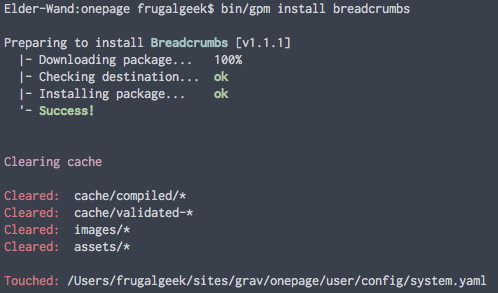 Elder-Wand:onepage frugalgeek$ bin/gpm install breadcrumbs
Preparing to install Breadcrumbs [v1.1.1]
|- Downloading package... 100%
|- Checking destination... ok
|- Installing package... ok
'- Success!
Clearing cache
Cleared: cache/compiled/*
Cleared: cache/validated-*
Cleared: images/*
Cleared: assets/*
Touched: /Users/frugalgeek/sites/grav/onepage/user/config/system.yaml